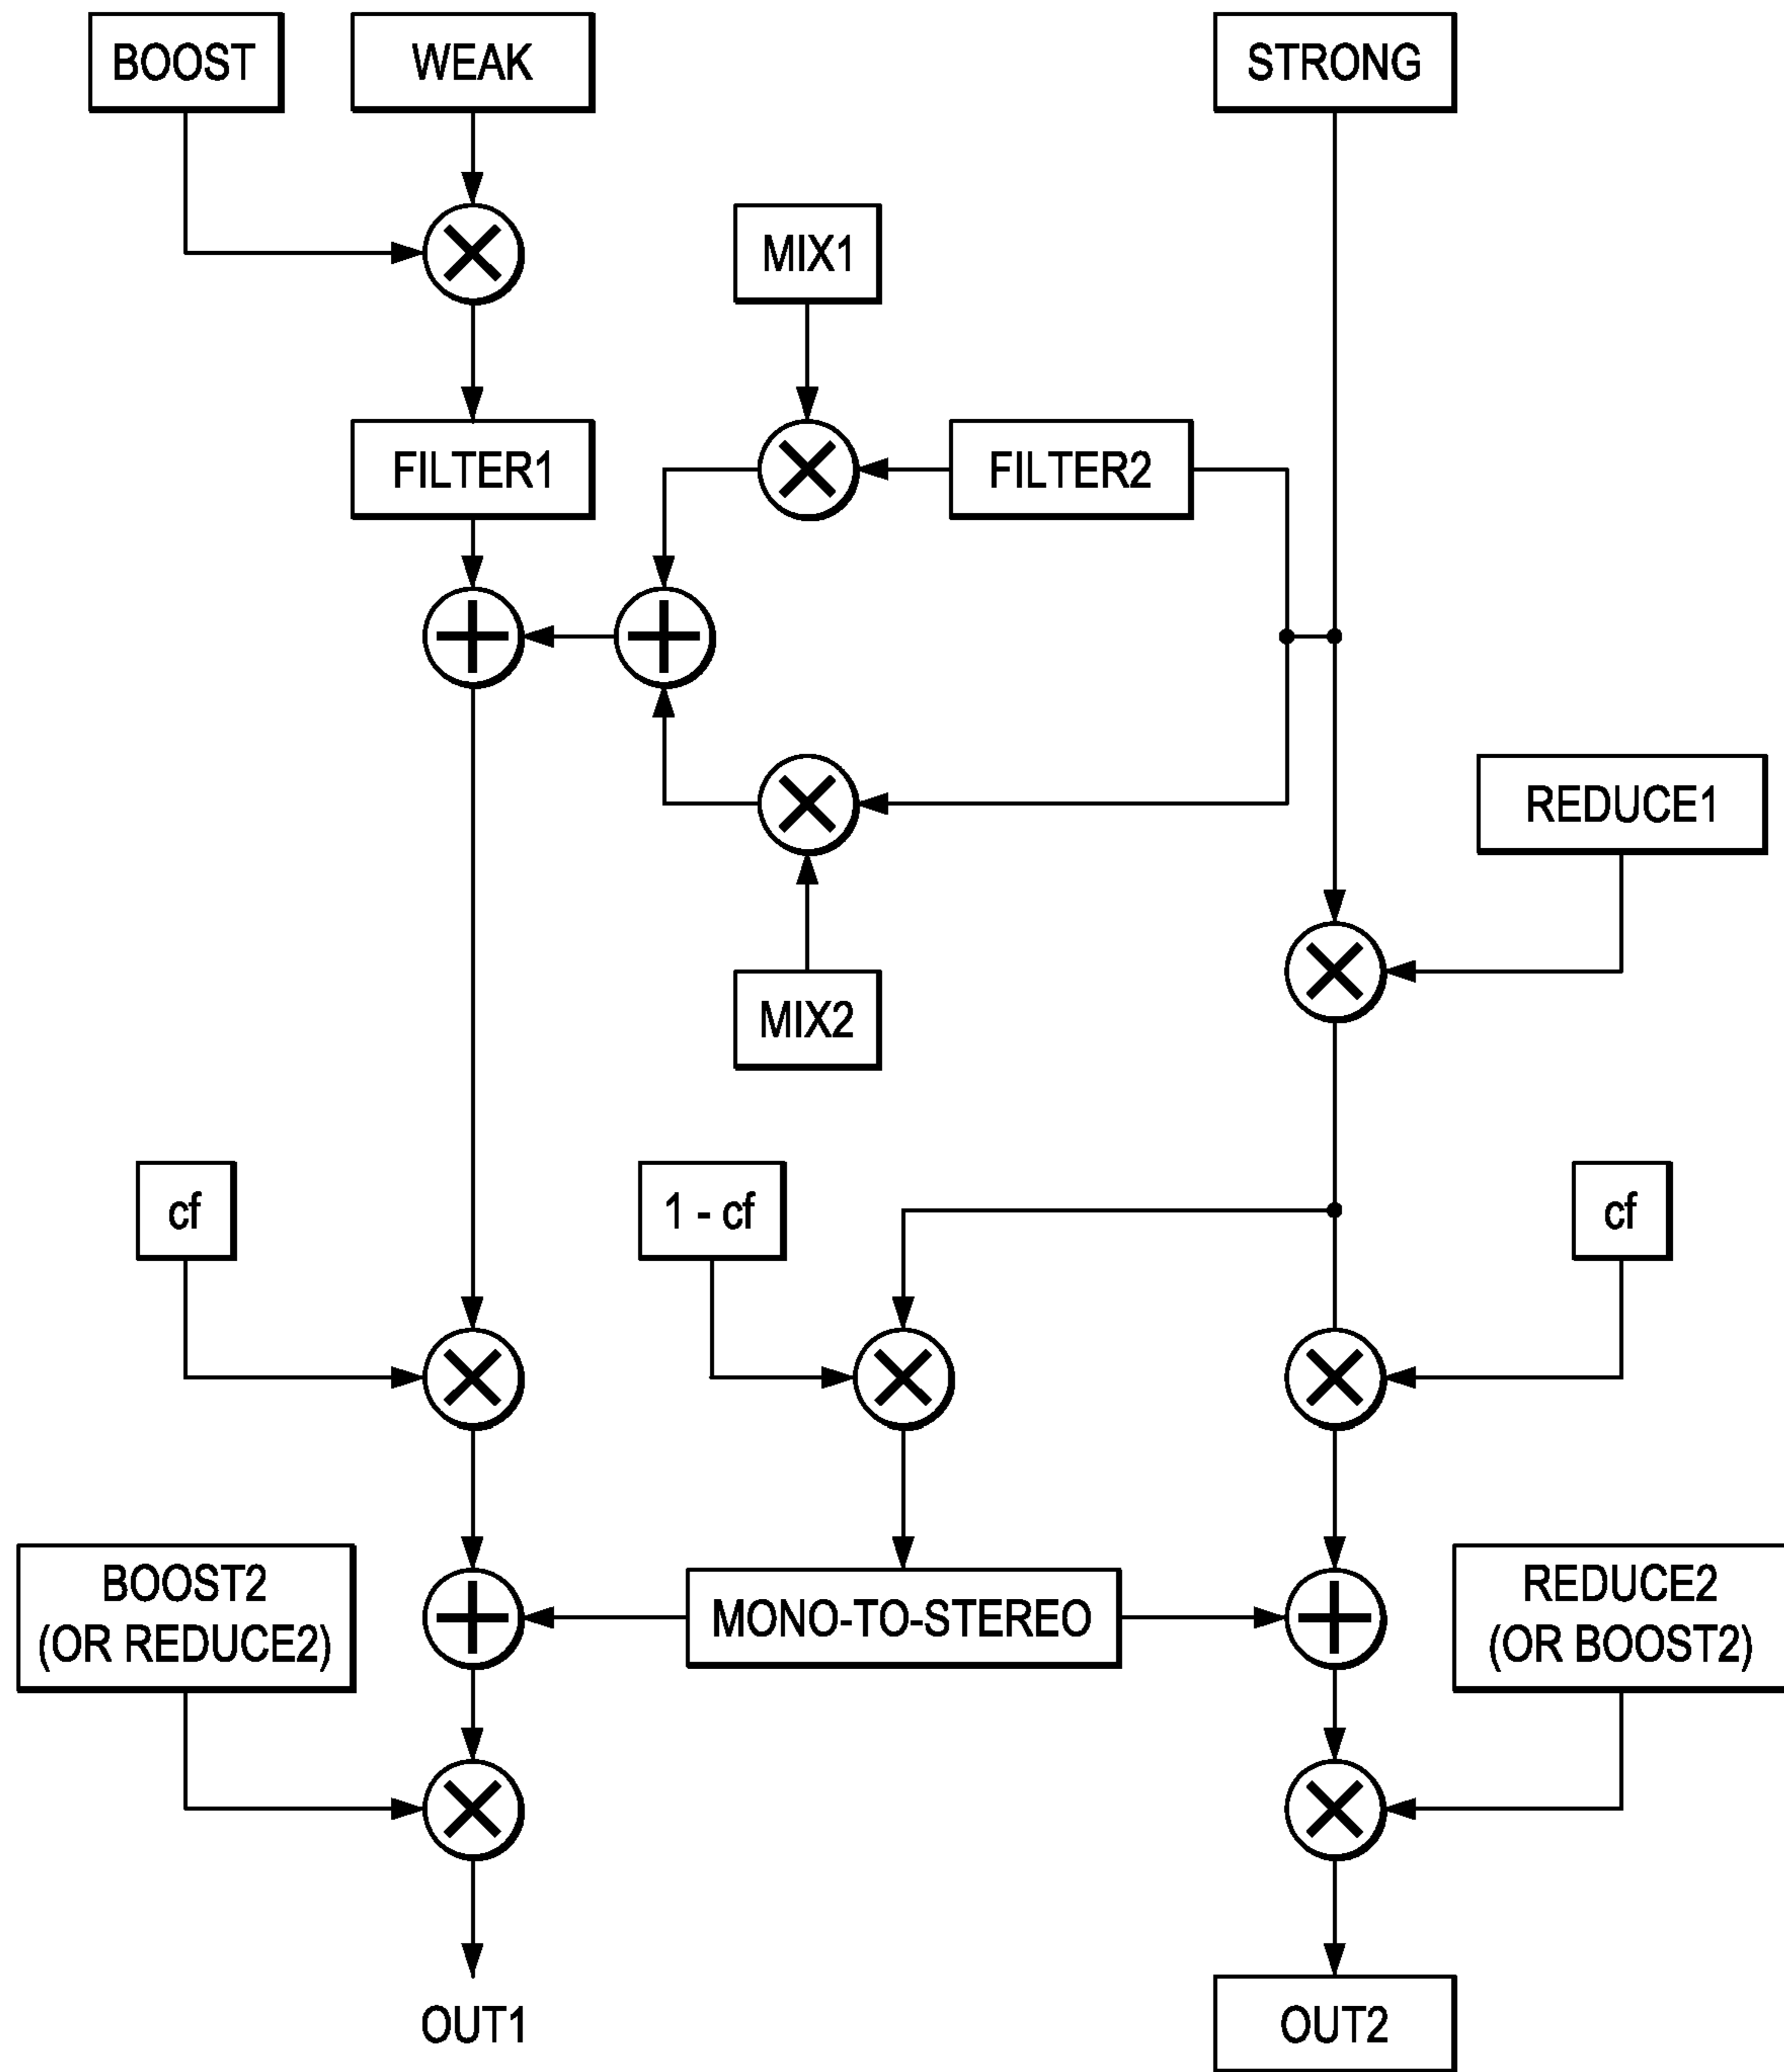 BOOST
WEAK
STRONG
MIX1
FILTER1
FILTER2
REDUCE1
MIX2
cf
1 - cf
cf
BOOST2
(OR REDUCE2)
MONO-TO-STEREO
REDUCE2
(OR BOOST2)
OUT1
OUT2